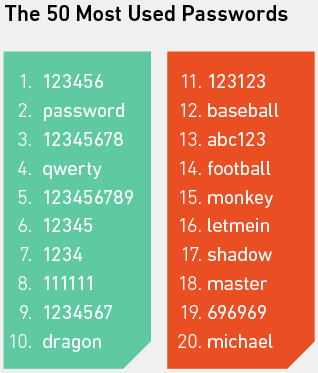 The 50 Most Used Passwords
1. 123456
2. password
3. 12345678
4. qwerty
5. 123456789
6. 12345
7. 1234
8. 111111
9. 1234567
10. dragon
11. 123123
12. baseball
13. abc123
14. football
15. monkey
16. letmein
17. shadow
18. master
19. 696969
20. michael